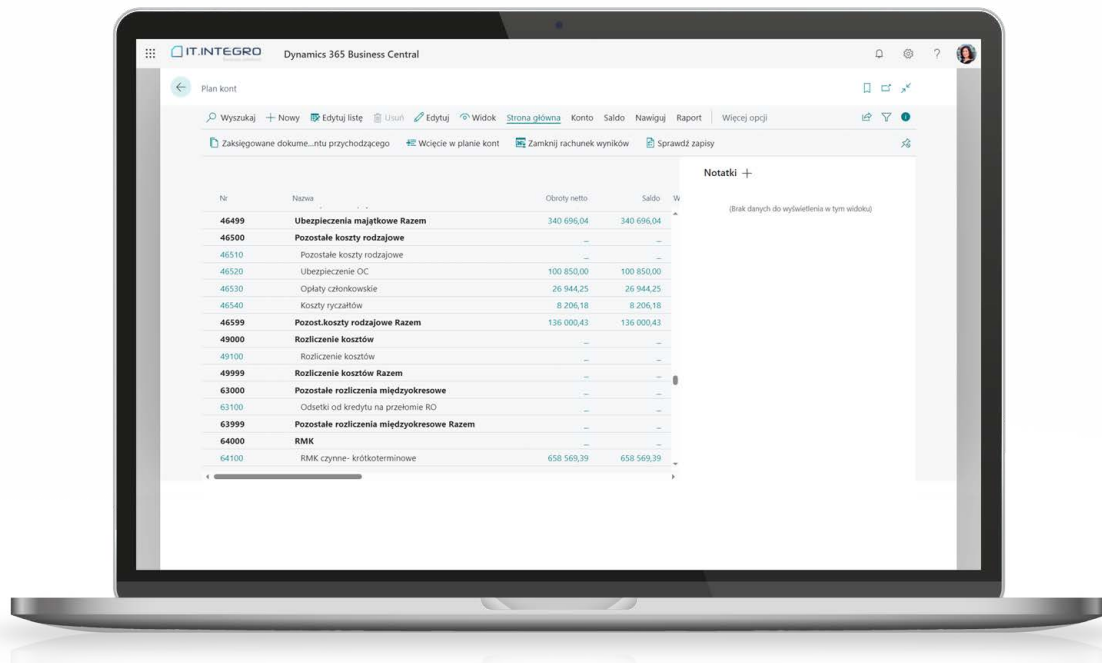 IT.INTEGRO Dynamics 365 Business Central
Plan kont
Wyszukaj Nowy Edytuj listę Usuń Edytuj Widok Strona główna Konto Saldo Nawiguj Raport Więcej opcji
Zaksięgowane dokume...ntu przychodzącego Wcięcie w planie kont Zamknij rachunek wyników Sprawdź zapisy
Notatki
(Brak danych do wyświetlenia w tym widoku)
Nr Nazwa Obroty netto Saldo W
46499 Ubezpieczenia majątkowe Razem 340 696,04 340 696,04
46500 Pozostałe koszty rodzajowe _ _
46510 Pozostałe koszty rodzajowe _ _
46520 Ubezpieczenie OC 100 850,00 100 850,00
46530 Opłaty członkowskie 26 944,25 26 944,25
46540 Koszty ryczałtów 8 206,18 8 206,18
46599 Pozost.koszty rodzajowe Razem 136 000,43 136 000,43
49000 Rozliczenie kosztów _ _
49100 Rozliczenie kosztów _ _
49999 Rozliczenie kosztów Razem _ _
63000 Pozostałe rozliczenia międzyokresowe _ _
63100 Odsetki od kredytu na przełomie RO _ _
63999 Pozostałe rozliczenia międzyokresowe Razem _ _
64000 RMK _ _
64100 RMK czynne- krótkoterminowe 658 569,39 658 569,39